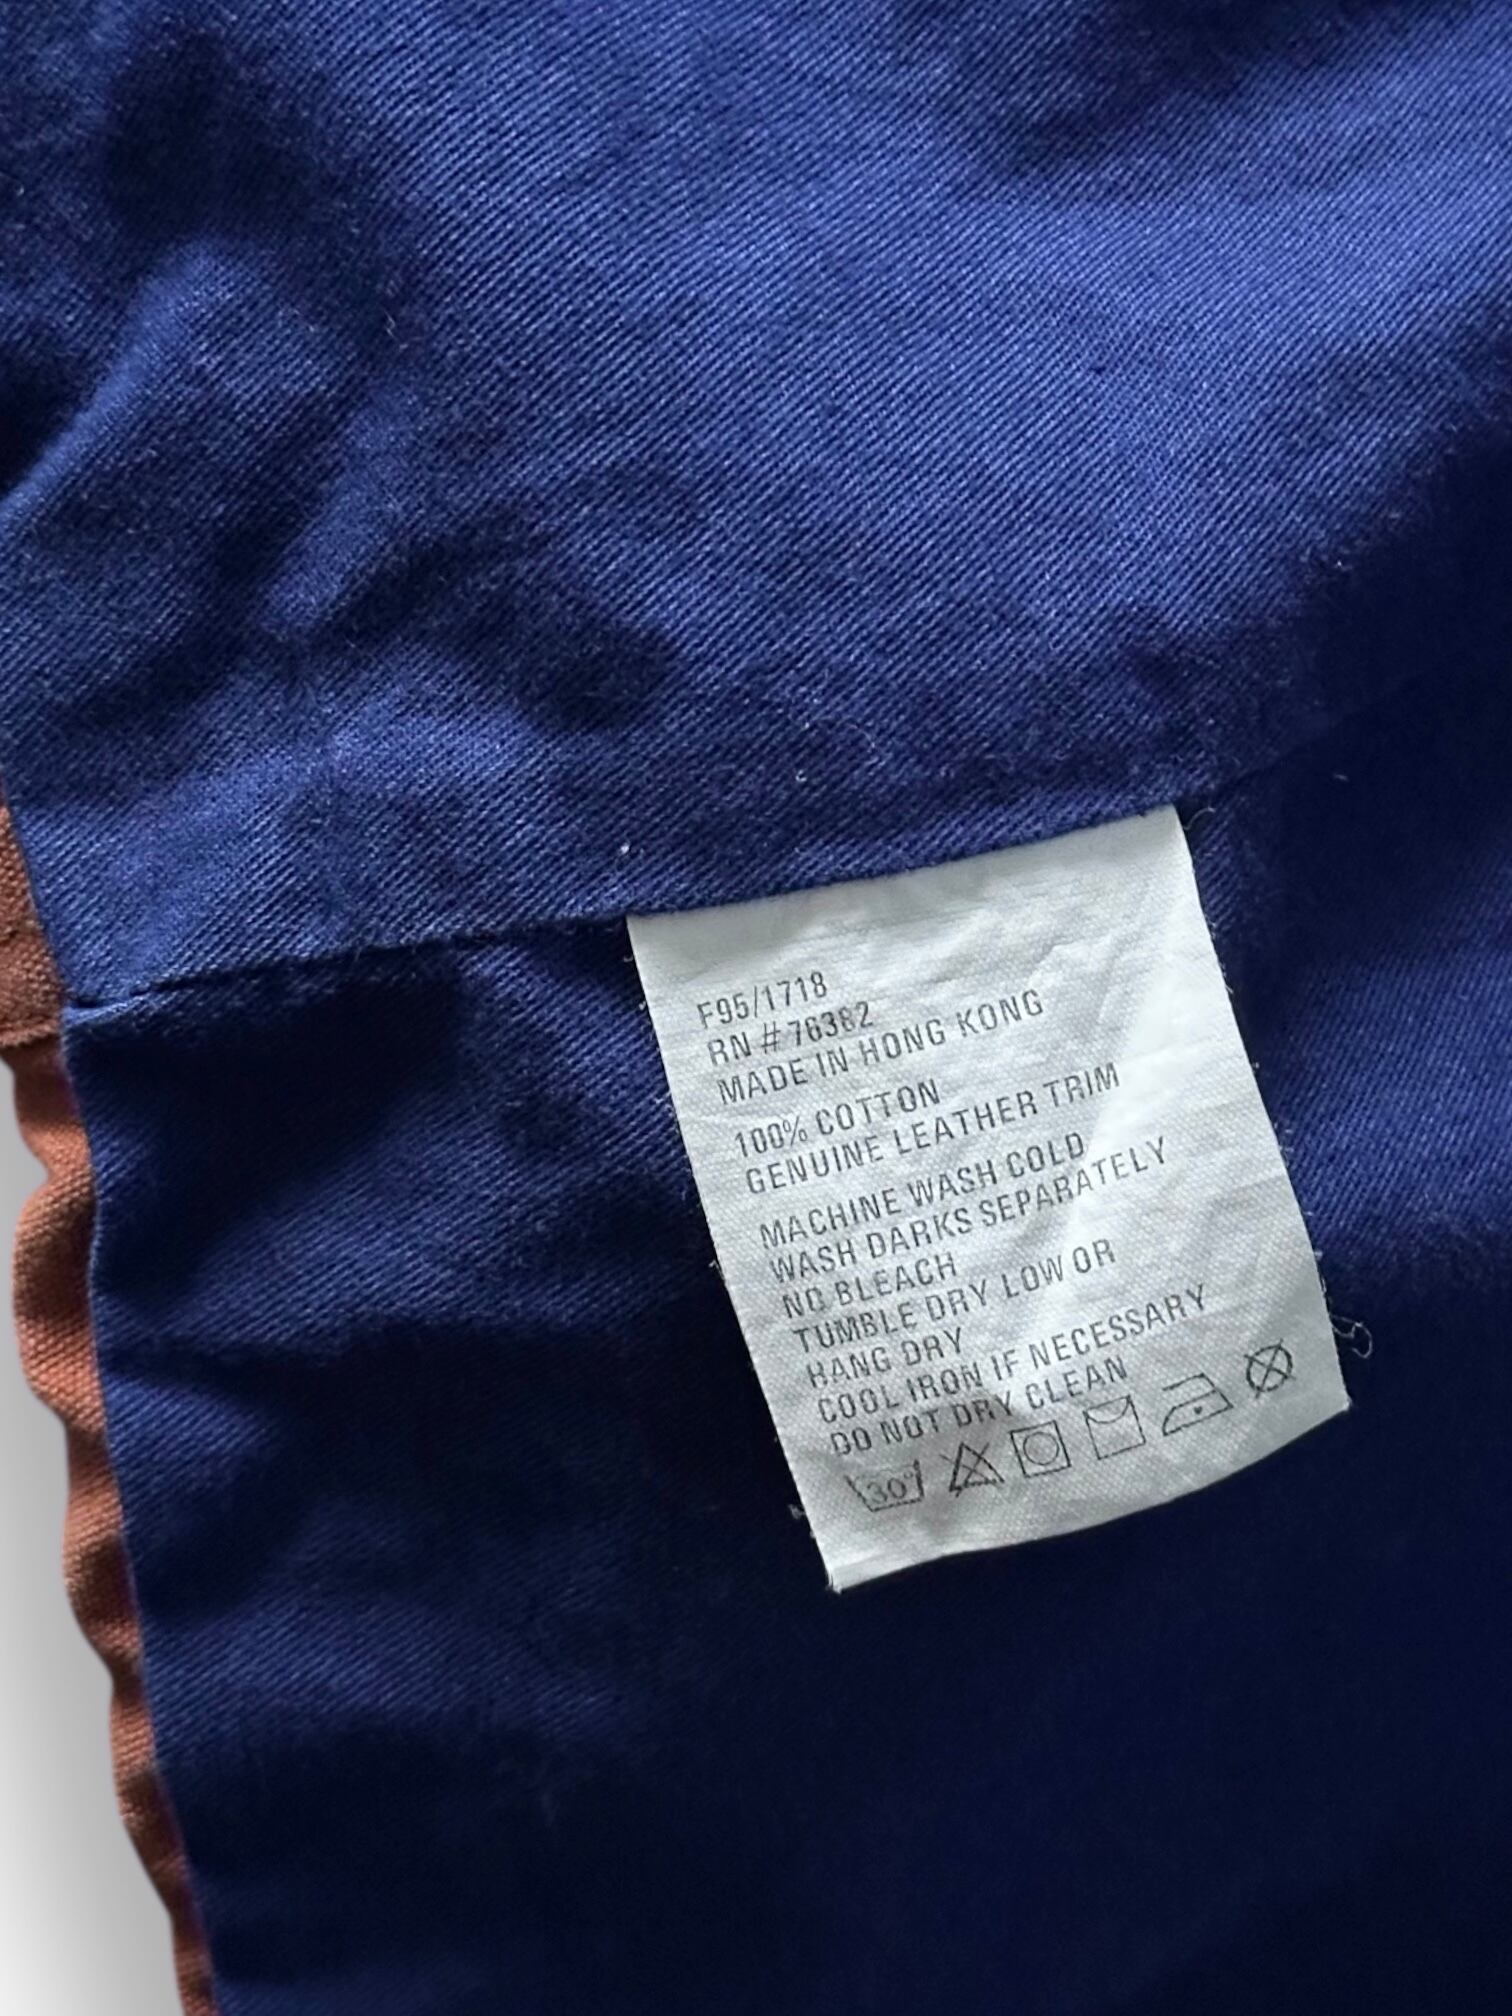 F95/1718
RN # 76382
MADE IN HONG KONG
100% COTTON
GENUINE LEATHER TRIM
MACHINE WASH COLD
WASH DARKS SEPARATELY
NO BLEACH
TUMBLE DRY LOW OR
HANG DRY
COOL IRON IF NECESSARY
DO NOT DRY CLEAN
30°